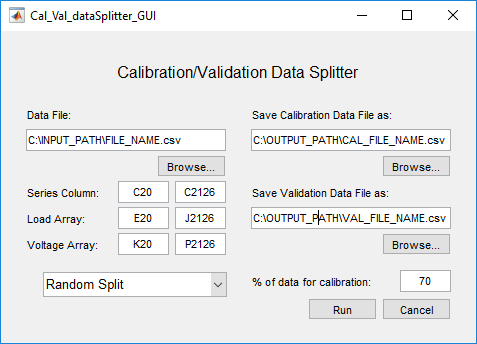 Cal_Val_dataSplitter_GUI
Calibration/Validation Data Splitter
Data File:
C:\INPUT_PATH\FILE_NAME.csv
Browse...
Series Column: C20 C2126
Load Array: E20 J2126
Voltage Array: K20 P2126
Random Split
Save Calibration Data File as:
C:\OUTPUT_PATH\CAL_FILE_NAME.csv
Browse...
Save Validation Data File as:
C:\OUTPUT_PATH\VAL_FILE_NAME.csv
Browse...
% of data for calibration: 70
Run Cancel